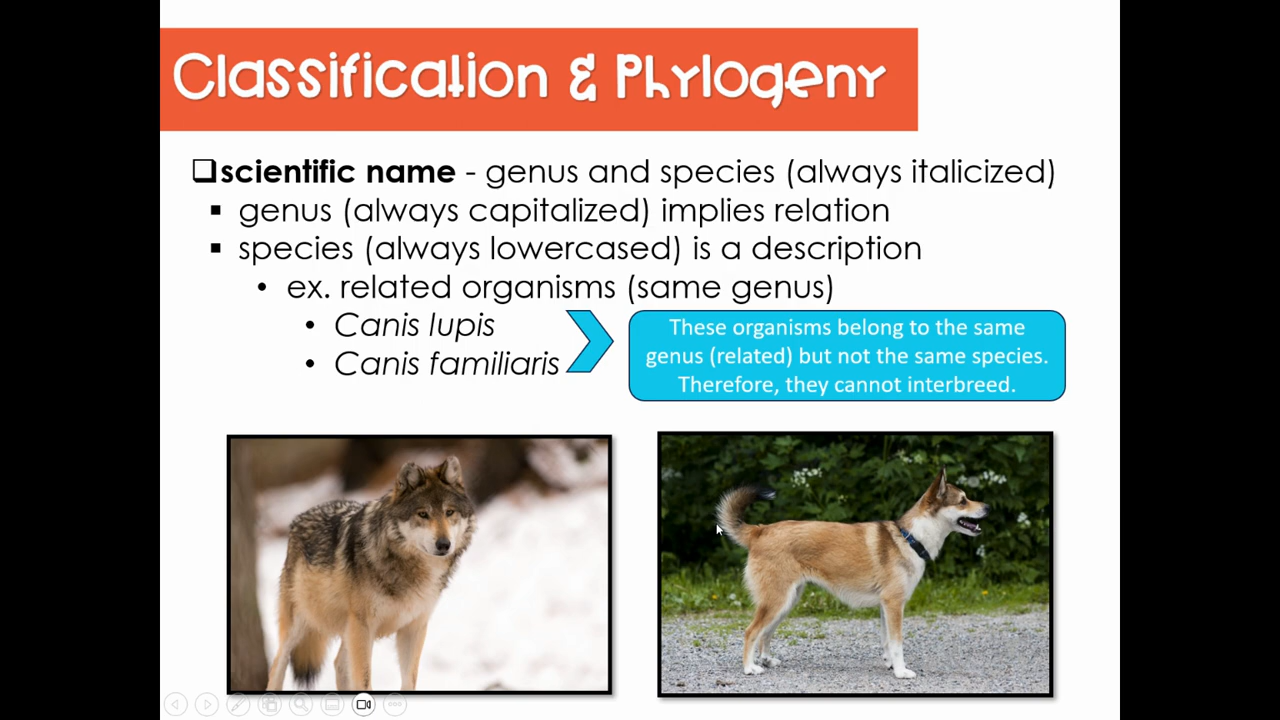 Classification & Phylogeny
❑scientific name - genus and species (always italicized)
▪ genus (always capitalized) implies relation
▪ species (always lowercased) is a description
• ex. related organisms (same genus)
• Canis lupis
• Canis familiaris
These organisms belong to the same
genus (related) but not the same species.
Therefore, they cannot interbreed.